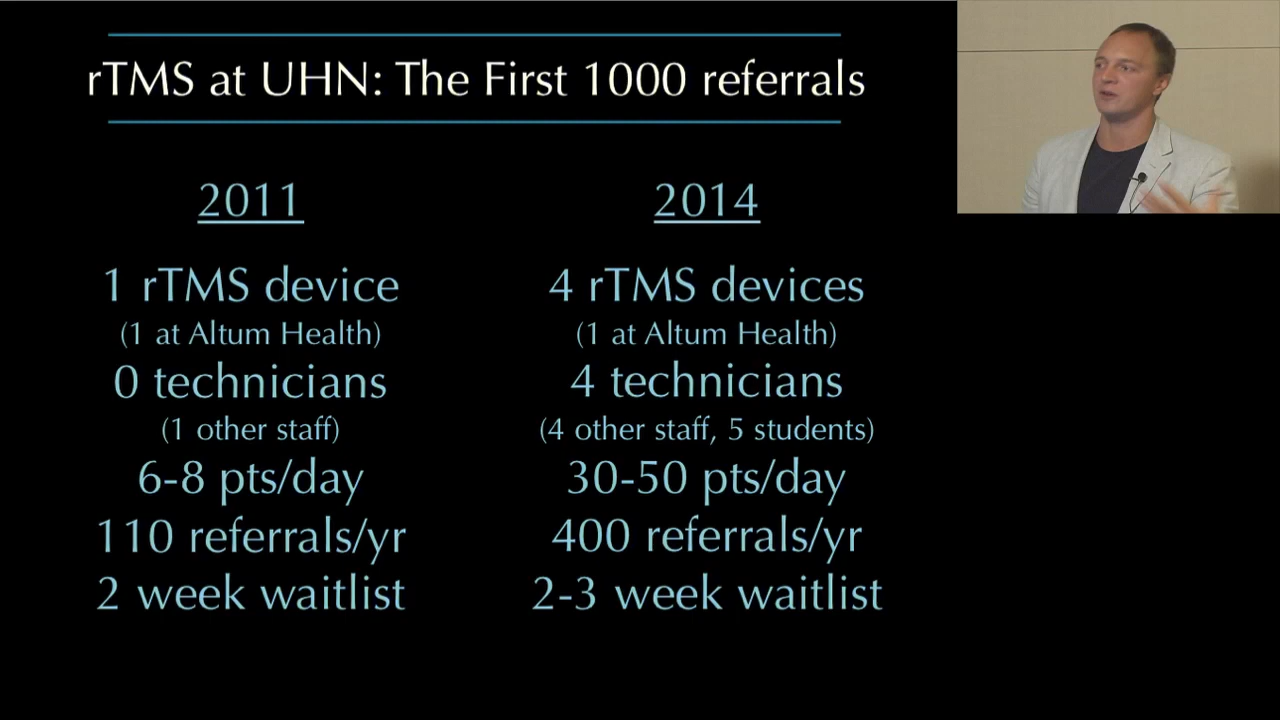 rTMS at UHN: The First 1000 referrals
2011
1 rTMS device
(1 at Altum Health)
0 technicians
(1 other staff)
6-8 pts/day
110 referrals/yr
2 week waitlist
2014
4 rTMS devices
(1 at Altum Health)
4 technicians
(4 other staff, 5 students)
30-50 pts/day
400 referrals/yr
2-3 week waitlist